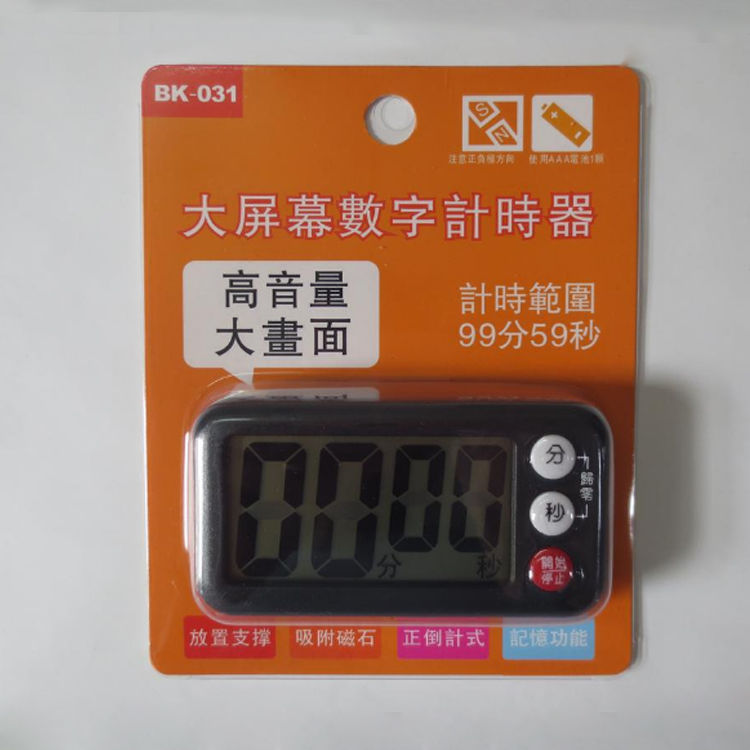 BK-031
S N
注意正負極方向
使用AAA電池1顆
大屏幕數字計時器
高音量
大畫面
計時範圍
99分59秒
00 00
分 秒
分
歸零
秒
開始
停止
放置支撐
吸附磁石
正倒計式
記憶功能